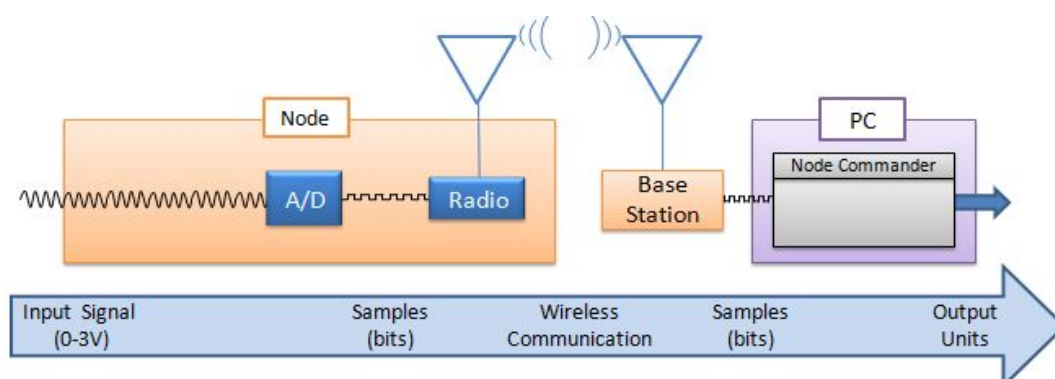 Node
PC
Node Commander
A/D
Radio
Base
Station
Input Signal
(0-3V)
Samples
(bits)
Wireless
Communication
Samples
(bits)
Output
Units